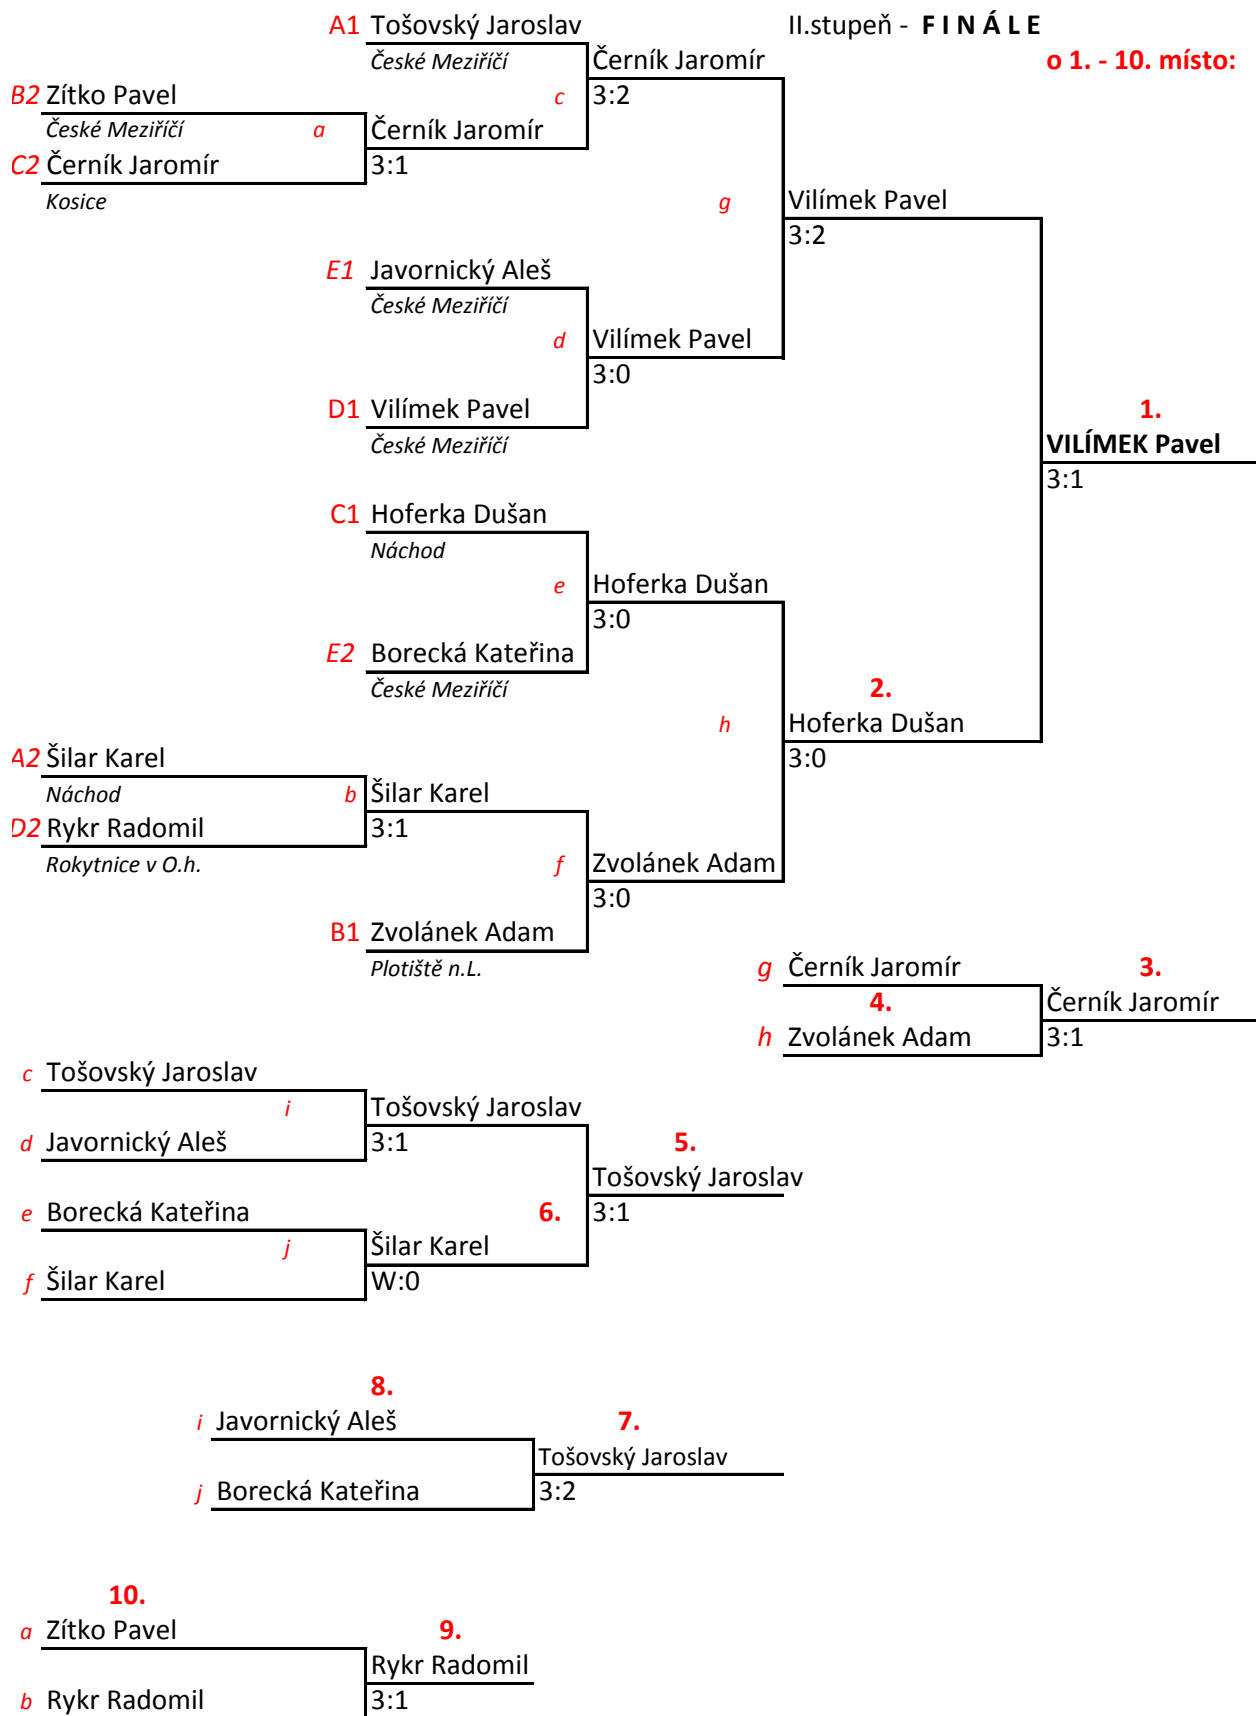 A1 Tošovský Jaroslav
II.stupeň - F I N Á L E
České Meziříčí
Černík Jaromír
o 1. - 10. místo:
B2 Zítko Pavel
c 3:2
České Meziříčí
a Černík Jaromír
C2 Černík Jaromír
3:1
Kosice
g Vilímek Pavel
3:2
E1 Javornický Aleš
České Meziříčí
d Vilímek Pavel
3:0
D1 Vilímek Pavel
1.
České Meziříčí
VILÍMEK Pavel
3:1
C1 Hoferka Dušan
Náchod
e Hoferka Dušan
3:0
E2 Borecká Kateřina
České Meziříčí
2.
h Hoferka Dušan
A2 Šilar Karel
3:0
Náchod
b Šilar Karel
D2 Rykr Radomil
3:1
Rokytnice v O.h.
f Zvolánek Adam
3:0
B1 Zvolánek Adam
Plotiště n.L.
g Černík Jaromír
3.
4.
Černík Jaromír
h Zvolánek Adam
3:1
c Tošovský Jaroslav
i Tošovský Jaroslav
d Javornický Aleš
3:1
5.
Tošovský Jaroslav
e Borecká Kateřina
6.
3:1
j Šilar Karel
f Šilar Karel
W:0
8.
i Javornický Aleš
7.
Tošovský Jaroslav
j Borecká Kateřina
3:2
10.
a Zítko Pavel
9.
Rykr Radomil
b Rykr Radomil
3:1